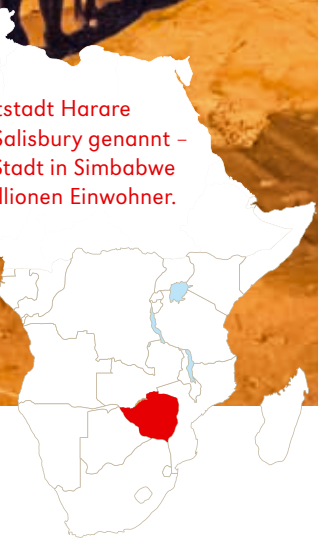 tstadt Harare
Salisbury genannt –
Stadt in Simbabwe
llionen Einwohner.